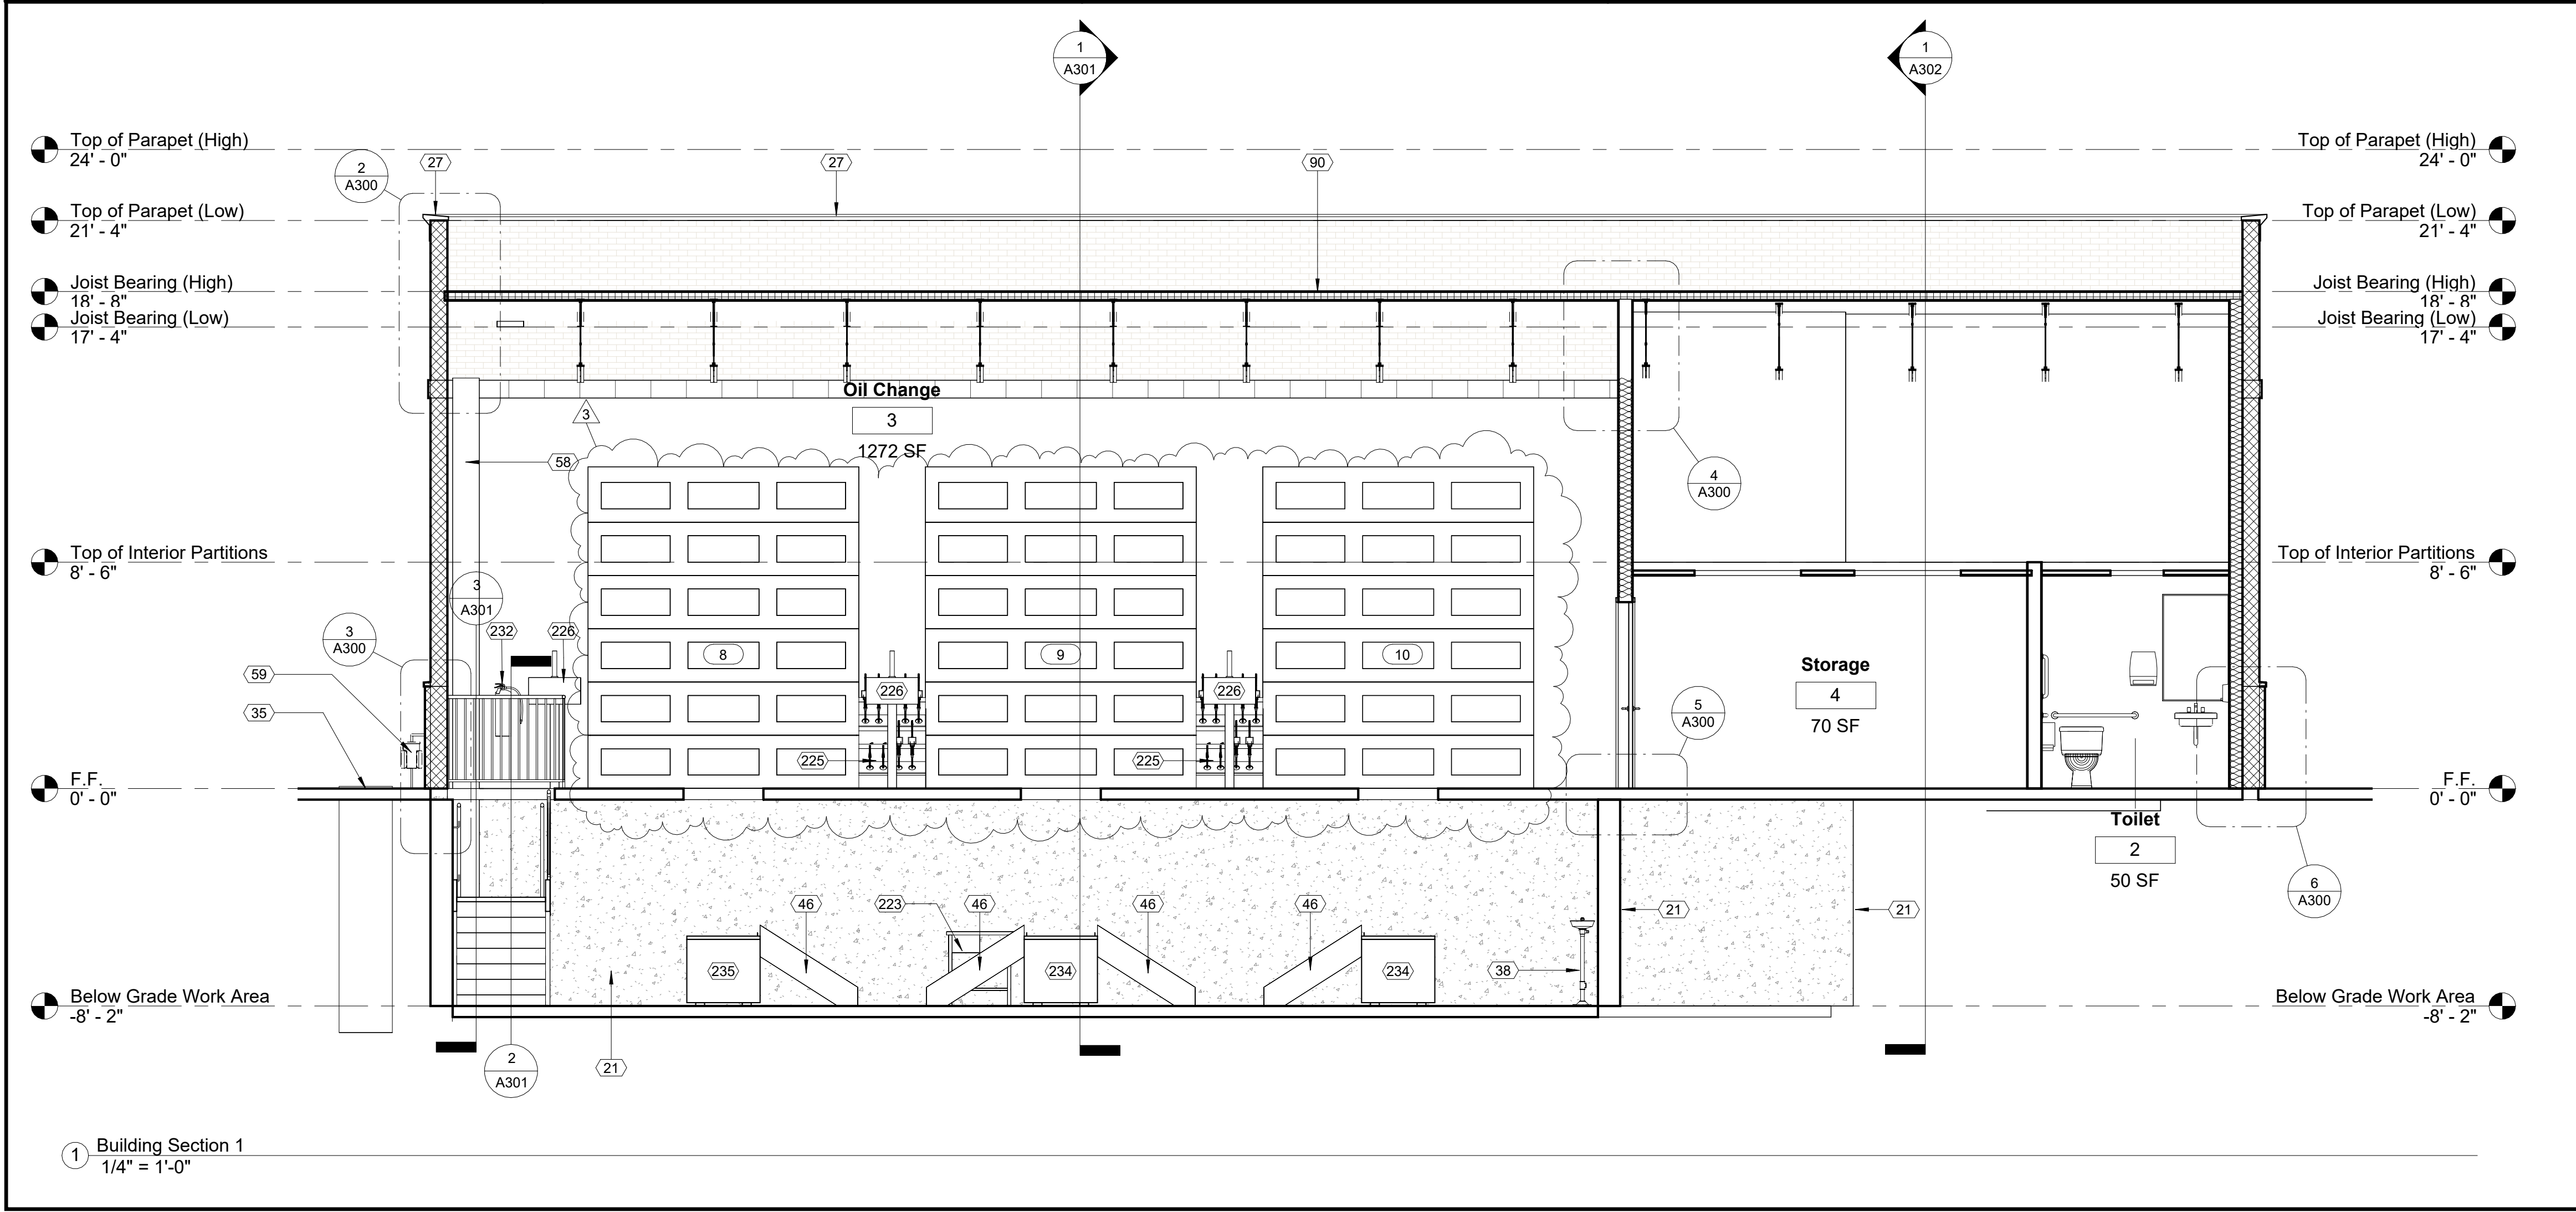 1
A301
1
A302
Top of Parapet (High)
24' - 0"
Top of Parapet (High)
24' - 0"
2
A300
27
27
90
Top of Parapet (Low)
21' - 4"
Top of Parapet (Low)
21' - 4"
Joist Bearing (High)
18' - 8"
Joist Bearing (High)
18' - 8"
Joist Bearing (Low)
17' - 4"
Joist Bearing (Low)
17' - 4"
Oil Change
3
3
1272 SF
58
4
A300
Top of Interior Partitions
8' - 6"
Top of Interior Partitions
8' - 6"
3
A301
3
A300
232
226
8
9
10
59
226
226
Storage
4
70 SF
35
5
A300
225
225
F.F.
0' - 0"
F.F.
0' - 0"
Toilet
2
50 SF
6
A300
46
223
46
46
46
21
21
235
234
234
38
Below Grade Work Area
-8' - 2"
Below Grade Work Area
-8' - 2"
2
A301
21
1
Building Section 1
1/4" = 1'-0"